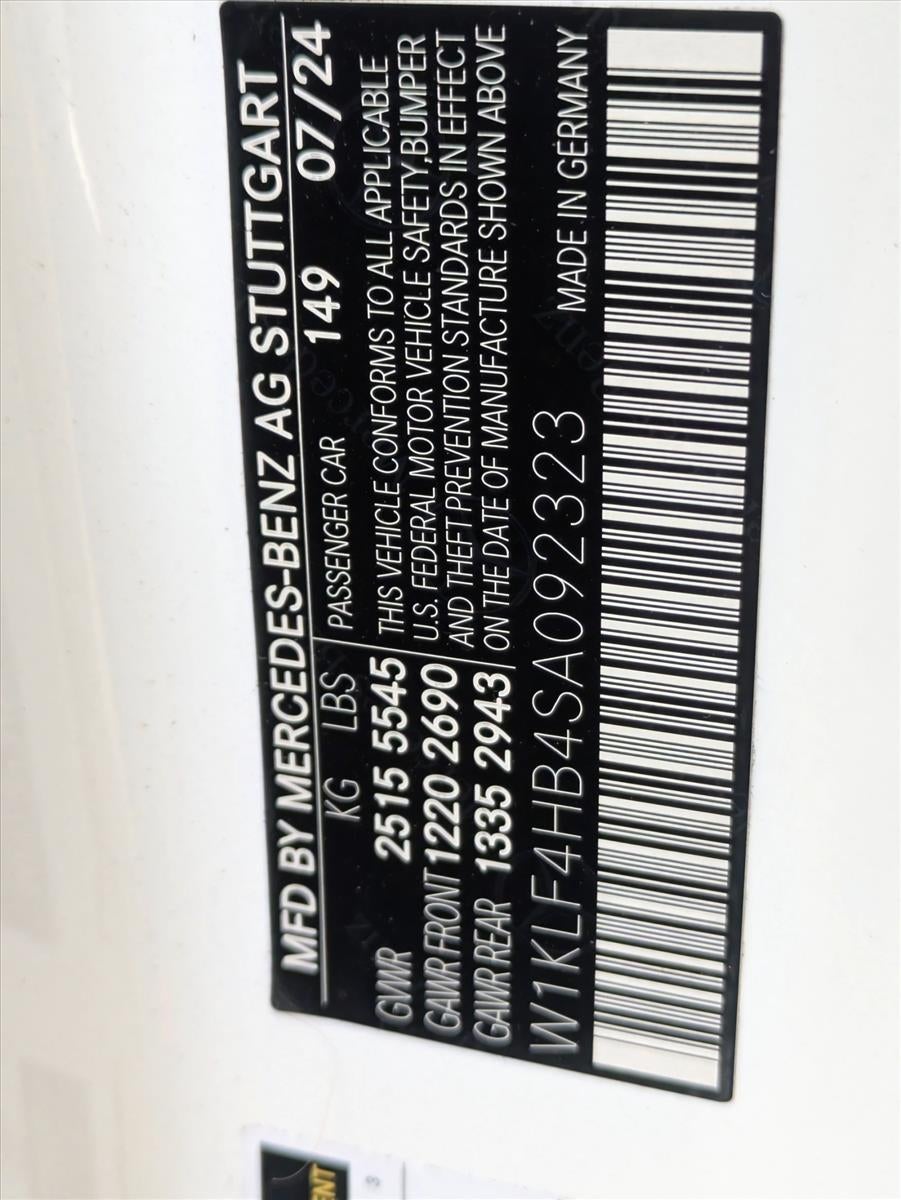 MFD BY MERCEDES-BENZ AG STUTTGART
149 07/24
KG LBS PASSENGER CAR
GVWR 2515 5545
GAWR FRONT 1220 2690
GAWR REAR 1335 2943
THIS VEHICLE CONFORMS TO ALL APPLICABLE
U.S. FEDERAL MOTOR VEHICLE SAFETY,BUMPER
AND THEFT PREVENTION STANDARDS IN EFFECT
ON THE DATE OF MANUFACTURE SHOWN ABOVE
W1KLF4HB4SA092323 MADE IN GERMANY